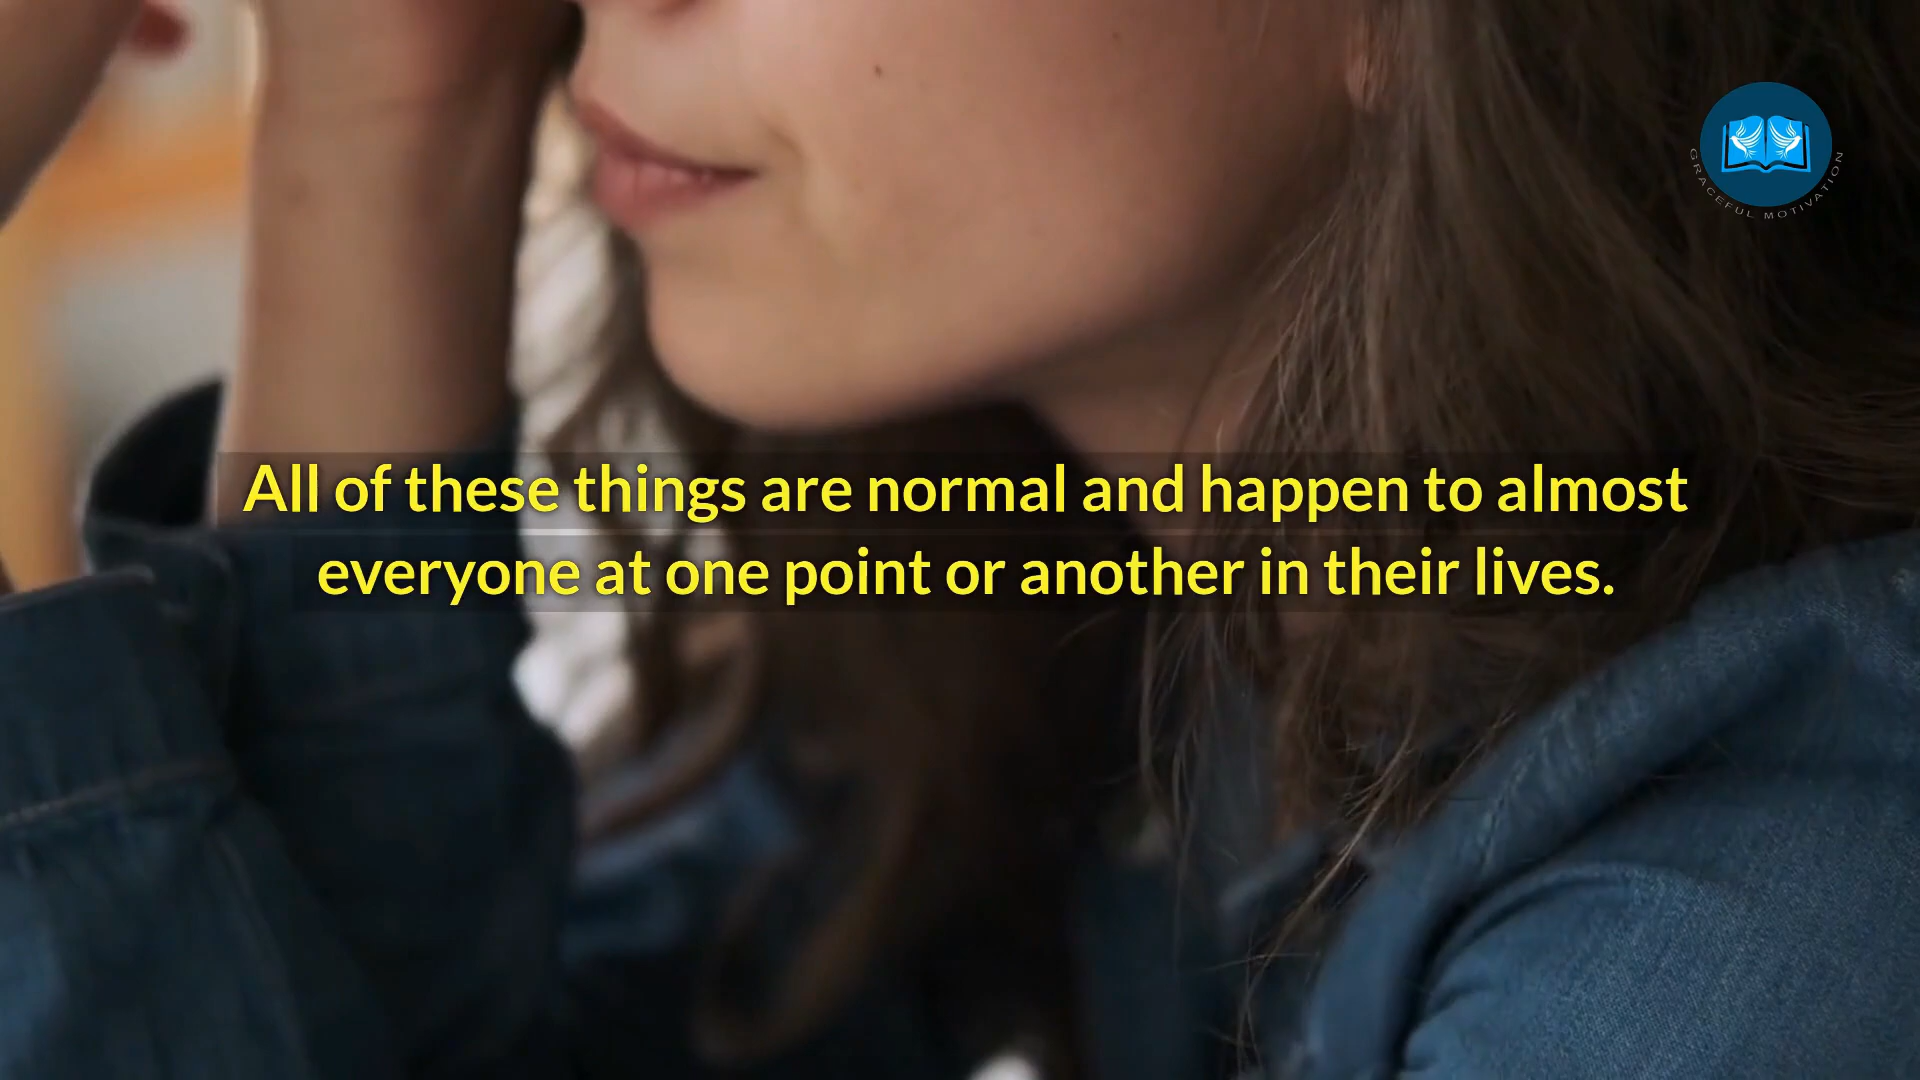 GRACEFUL MOTIVATION
All of these things are normal and happen to almost
everyone at one point or another in their lives.